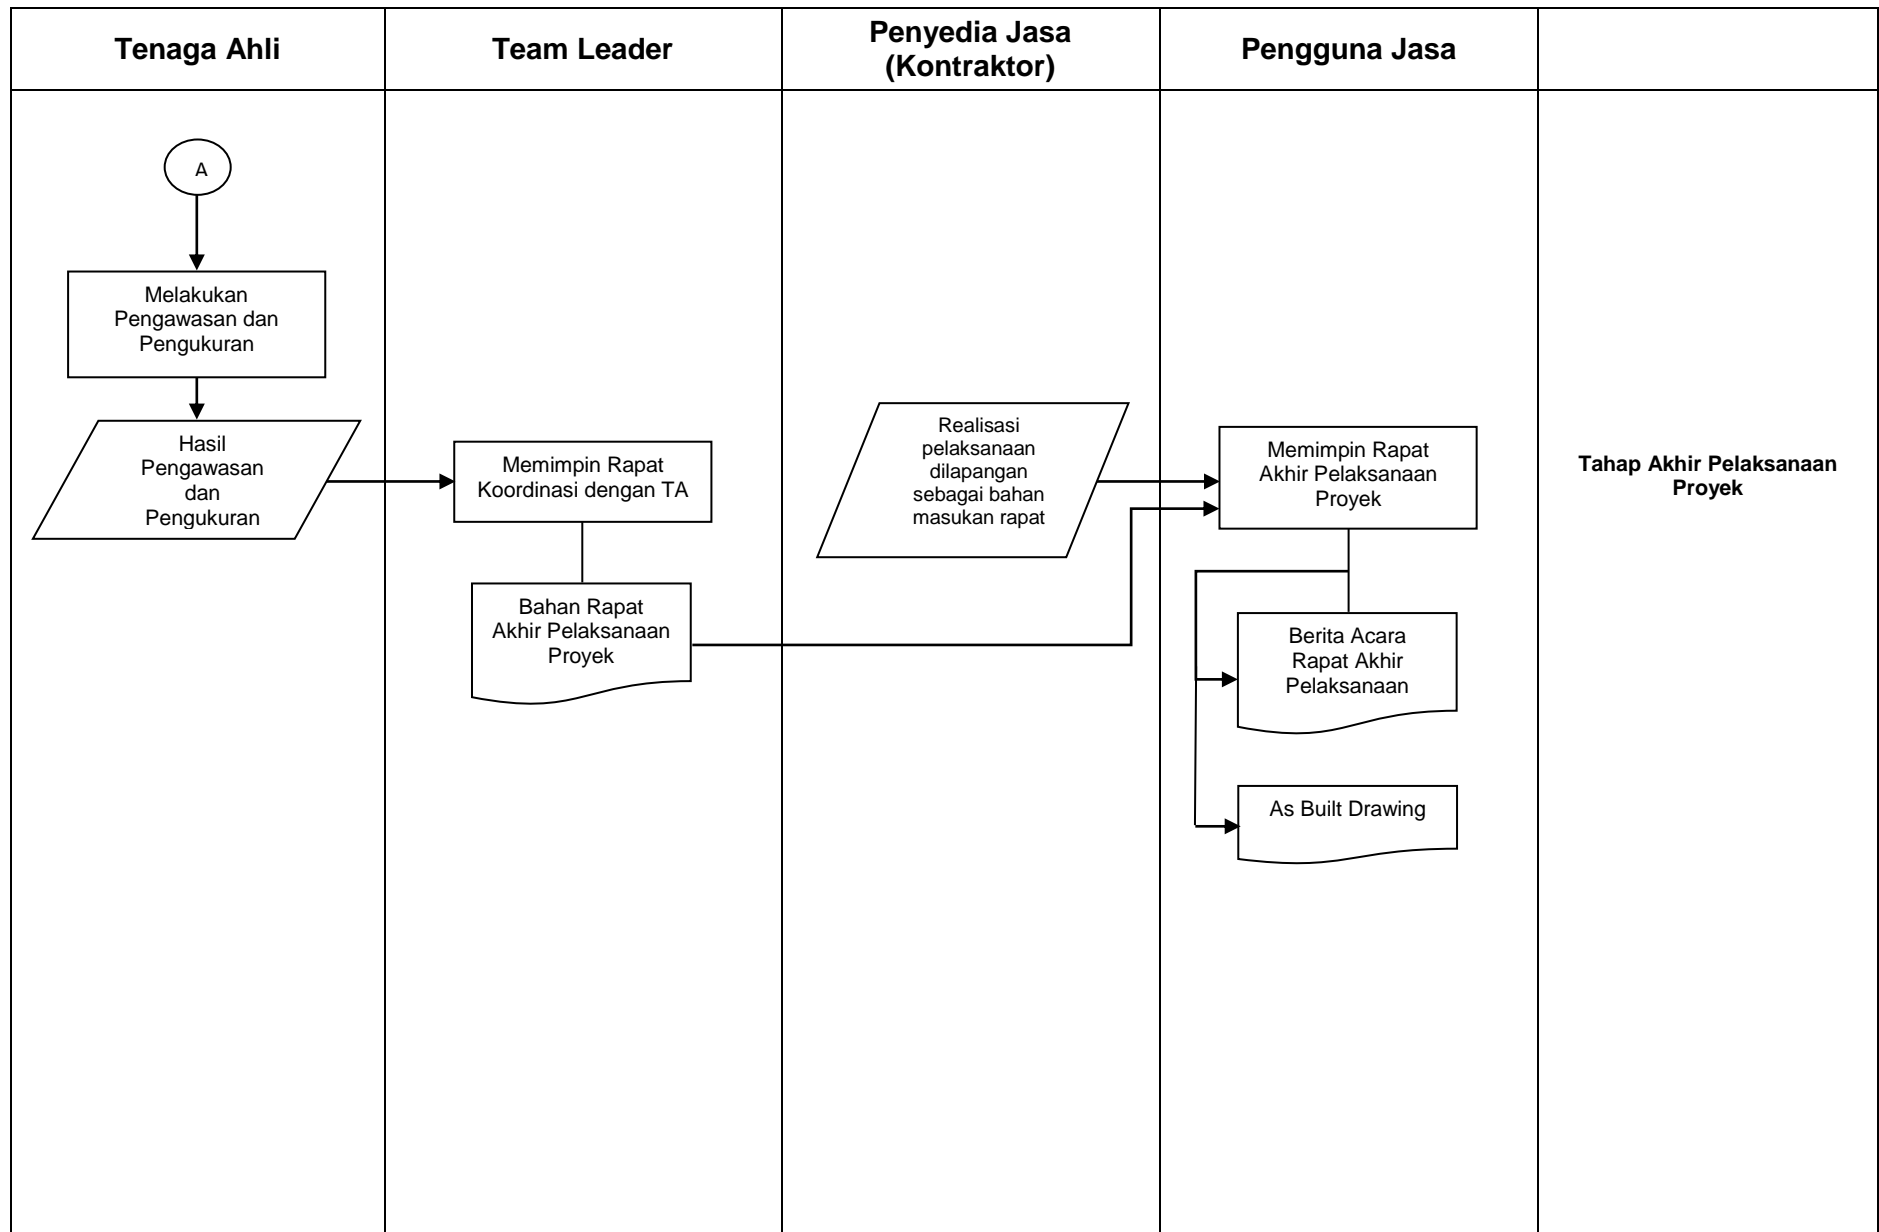 Tenaga Ahli
Team Leader
Penyedia Jasa
(Kontraktor)
Pengguna Jasa
A
Melakukan
Pengawasan dan
Pengukuran
Hasil
Pengawasan
dan
Pengukuran
Memimpin Rapat
Koordinasi dengan TA
Bahan Rapat
Akhir Pelaksanaan
Proyek
Realisasi
pelaksanaan
dilapangan
sebagai bahan
masukan rapat
Memimpin Rapat
Akhir Pelaksanaan
Proyek
Berita Acara
Rapat Akhir
Pelaksanaan
As Built Drawing
Tahap Akhir Pelaksanaan
Proyek